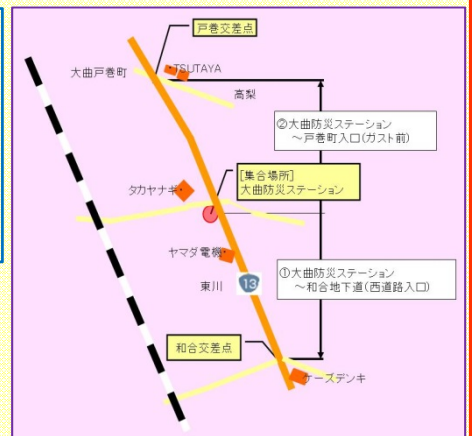 戸巻交差点
TSUTAYA
大曲戸巻町
高梨
②大曲防災ステーション
～戸巻町入口(ガスト前)
[集合場所]
大曲防災ステーション
タカヤナギ
ヤマダ電機
①大曲防災ステーション
～和合地下道(西道路入口)
東川
13
和合交差点
ケーズデンキ